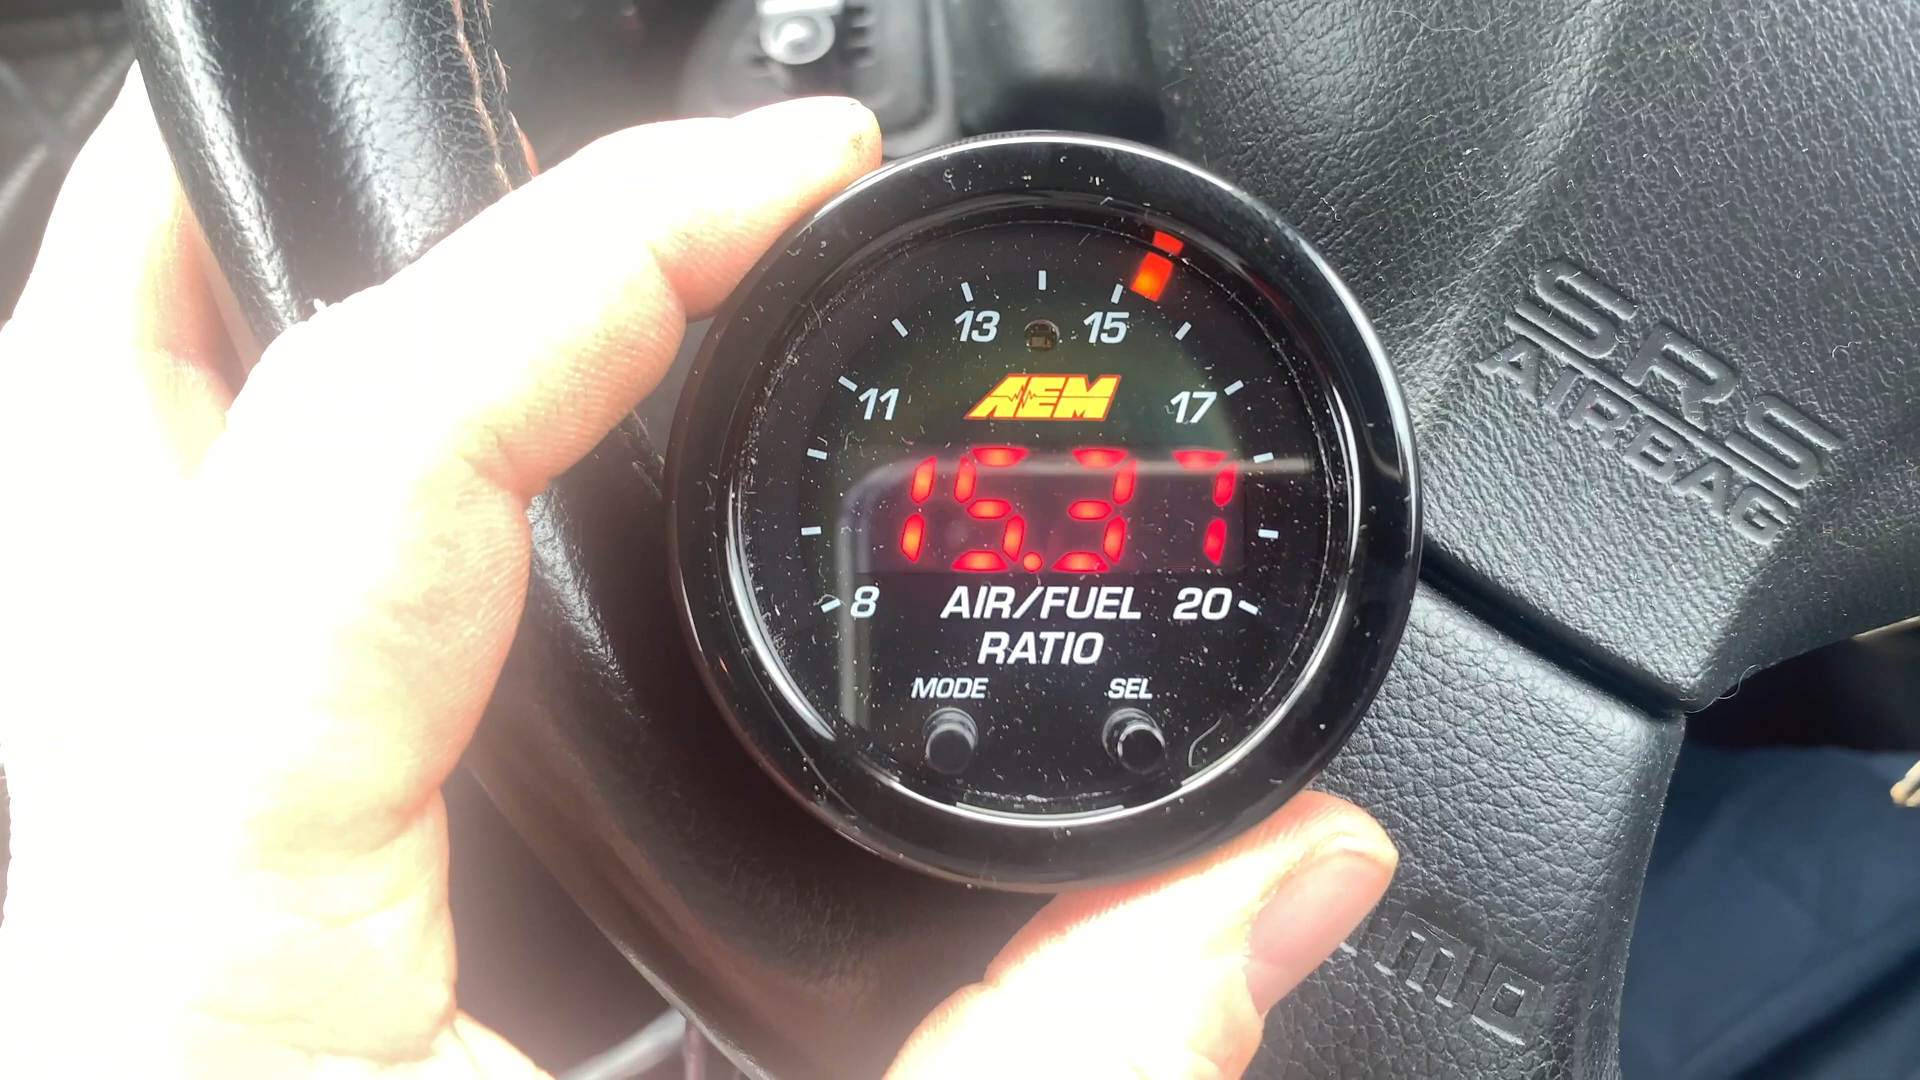 13 15
11 AEM 17
15.37
8 AIR/FUEL 20
RATIO
MODE SEL
SRS
AIRBAG